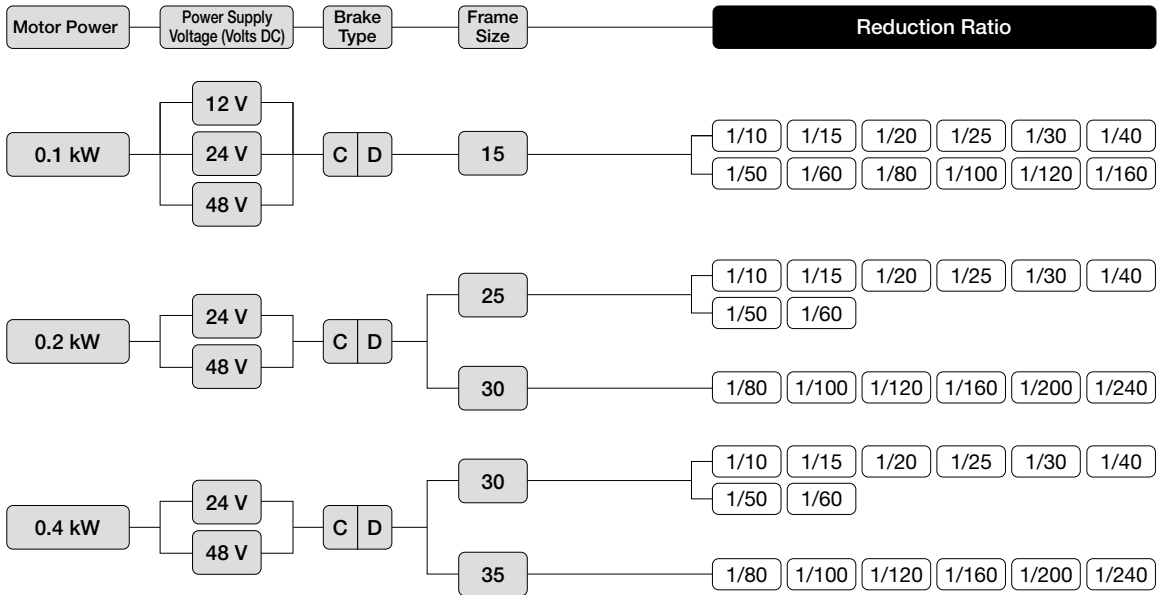 Motor Power
Power Supply
Voltage (Volts DC)
Brake
Type
Frame
Size
Reduction Ratio
0.1 kW
12 V
24 V
48 V
C D
15
1/10 1/15 1/20 1/25 1/30 1/40
1/50 1/60 1/80 1/100 1/120 1/160
0.2 kW
24 V
48 V
C D
25
1/10 1/15 1/20 1/25 1/30 1/40
1/50 1/60
30
1/80 1/100 1/120 1/160 1/200 1/240
0.4 kW
24 V
48 V
C D
30
1/10 1/15 1/20 1/25 1/30 1/40
1/50 1/60
35
1/80 1/100 1/120 1/160 1/200 1/240